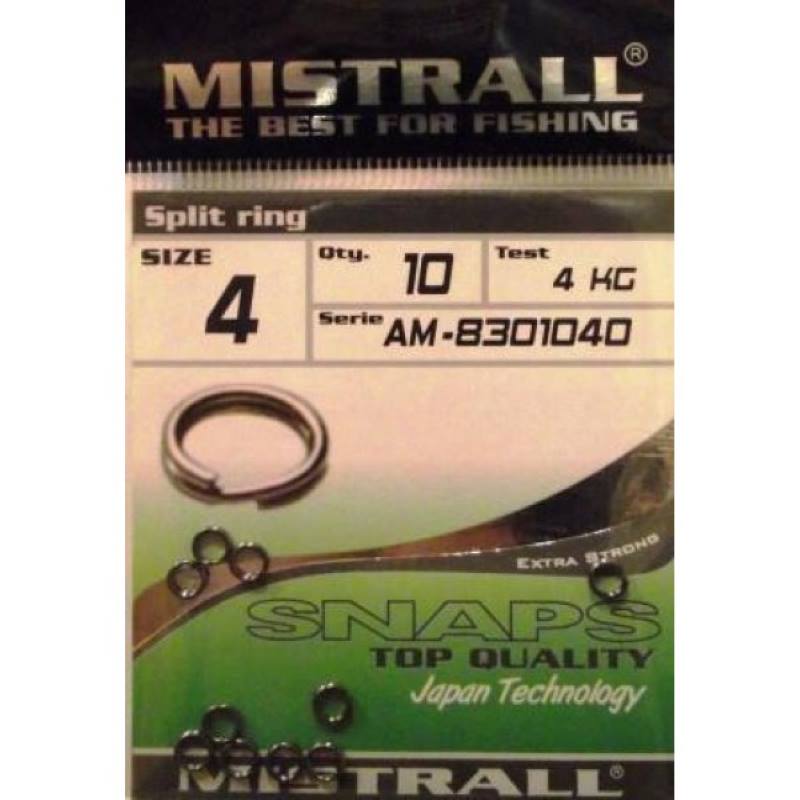 MISTRALL®
THE BEST FOR FISHING
Split ring
SIZE
4
Qty. 10
Test 4 KG
Serie AM-8301040
EXTRA STRONG
SNAPS
TOP QUALITY
Japan Technology
MISTRALL®